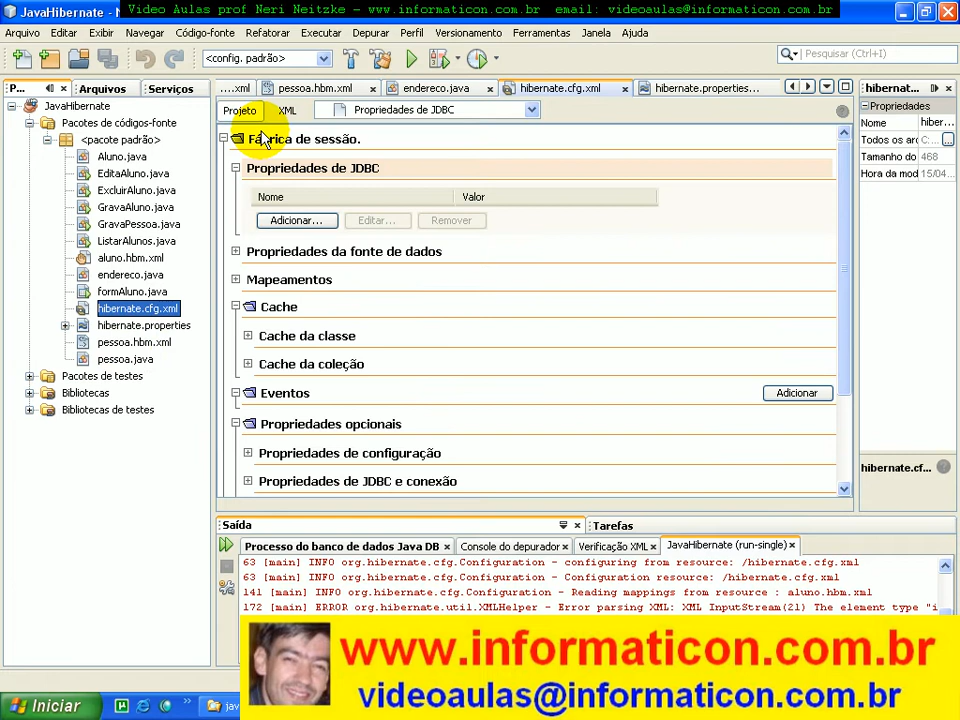 JavaHibernate - N
Video Aulas prof Neri Neitzke - www.informaticon.com.br  email: videoaulas@informaticon.com.br
Arquivo Editar Exibir Navegar Código-fonte Refatorar Executar Depurar Perfil Versionamento Ferramentas Janela Ajuda
<config. padrão>
Pesquisar (Ctrl+I)
P... Arquivos Serviços
....xml pessoa.hbm.xml endereco.java hibernate.cfg.xml hibernate.properties...
hibernat...
Projeto XML Propriedades de JDBC
JavaHibernate
Pacotes de códigos-fonte
<pacote padrão>
Aluno.java
EditaAluno.java
ExcluirAluno.java
GravaAluno.java
GravaPessoa.java
ListarAlunos.java
aluno.hbm.xml
endereco.java
formAluno.java
hibernate.cfg.xml
hibernate.properties
pessoa.hbm.xml
pessoa.java
Pacotes de testes
Bibliotecas
Bibliotecas de testes
Fábrica de sessão.
Propriedades de JDBC
Nome Valor
Adicionar... Editar... Remover
Propriedades da fonte de dados
Mapeamentos
Cache
Cache da classe
Cache da coleção
Eventos
Adicionar
Propriedades opcionais
Propriedades de configuração
Propriedades de JDBC e conexão
Propriedades
Nome hiber...
Todos os arc C:...
Tamanho do 468
Hora da mod 15/04...
hibernate.cf...
Saída Tarefas
Processo do banco de dados Java DB Console do depurador Verificação XML JavaHibernate (run-single)
63 [main] INFO org.hibernate.cfg.Configuration - configuring from resource: /hibernate.cfg.xml
63 [main] INFO org.hibernate.cfg.Configuration - Configuration resource: /hibernate.cfg.xml
141 [main] INFO org.hibernate.cfg.Configuration - Reading mappings from resource : aluno.hbm.xml
172 [main] ERROR org.hibernate.util.XMLHelper - Error parsing XML: XML InputStream(21) The element type "i
www.informaticon.com.br
videoaulas@informaticon.com.br
Iniciar
jav